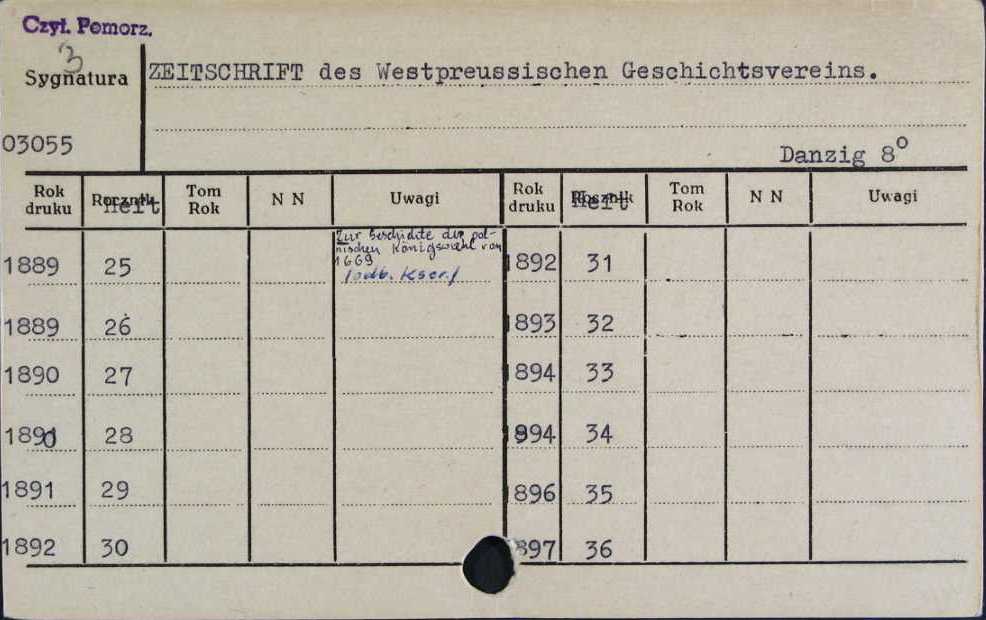 Czyt. Pomorz.
3
Sygnatura ZEITSCHRIFT des Westpreussischen Geschichtsvereins.
03055
Danzig 8°
Rok druku Rocznik Heft Tom Rok N N Uwagi Rok druku Rocznik Heft Tom Rok N N Uwagi
Zur Geschichte der pol-
nischen Königswahl von
1669
/odb. kser./
1889 25 1892 31
1889 26 1893 32
1890 27 1894 33
1890 28 1894 34
1891 29 1896 35
1892 30 1897 36